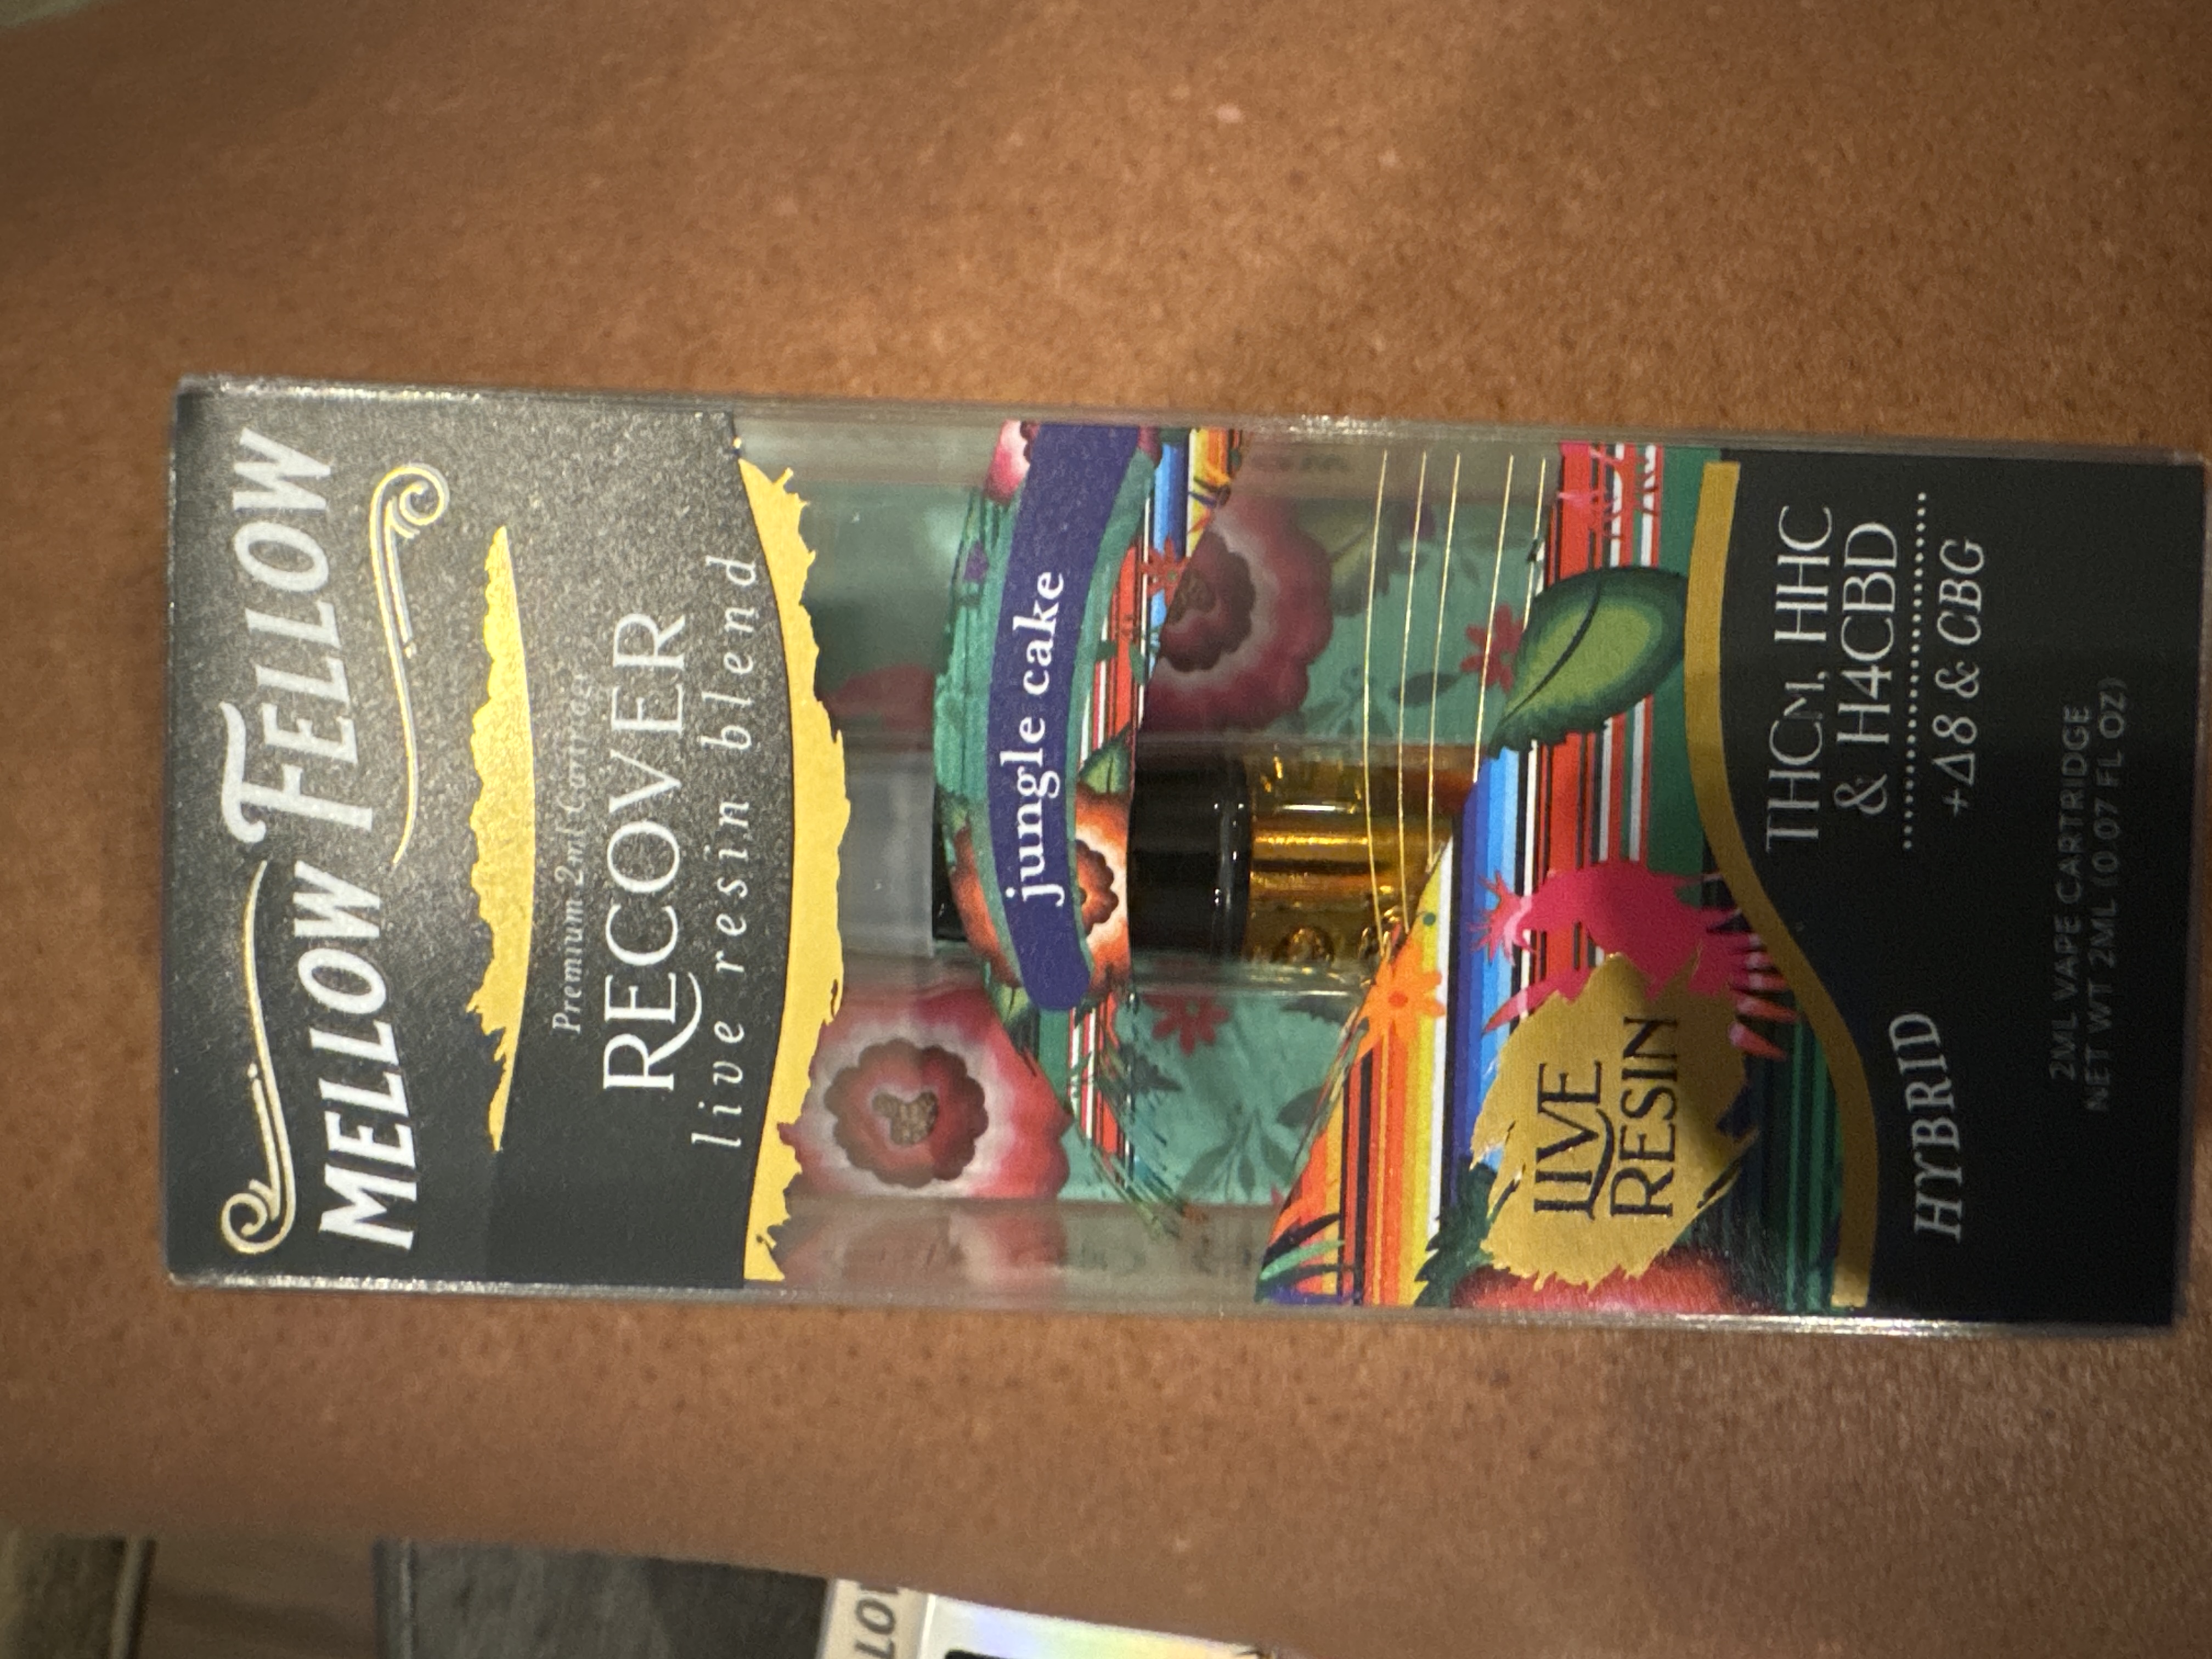 MELLOW FELLOW
Premium 2ml Cartridge
RECOVER
live resin blend
jungle cake
LIVE
RESIN
THCM, HHC
& H4CBD
+Δ8 & CBG
HYBRID
2ML VAPE CARTRIDGE
NET WT 2ML (0.07 FL OZ)